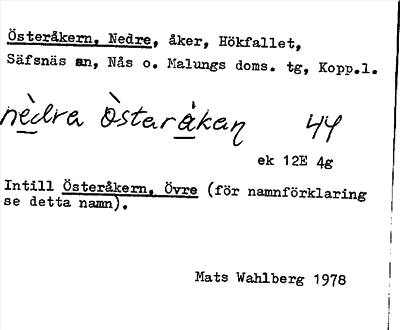 Österåkern, Nedre, åker, Hökfallet,
Säfsnäs sn, Nås o. Malungs doms. tg, Kopp.l.
nèdra òsteråkaƞ 44
ek 12E 4g
Intill Österåkern, Övre (för namnförklaring
se detta namn).
Mats Wahlberg 1978